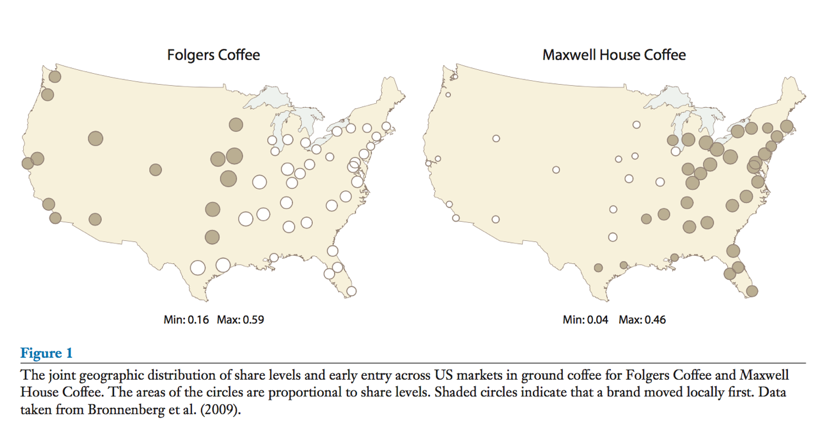 Folgers Coffee
Maxwell House Coffee
Min: 0.16 Max: 0.59
Min: 0.04 Max: 0.46
Figure 1
The joint geographic distribution of share levels and early entry across US markets in ground coffee for Folgers Coffee and Maxwell
House Coffee. The areas of the circles are proportional to share levels. Shaded circles indicate that a brand moved locally first. Data
taken from Bronnenberg et al. (2009).